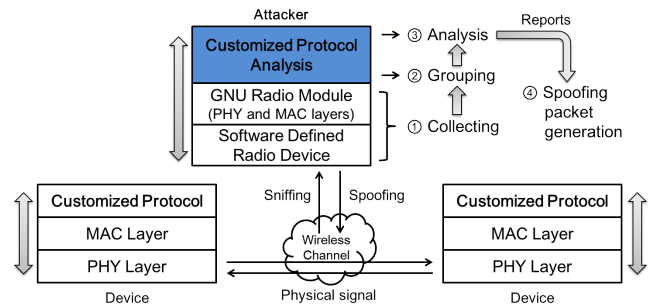 Attacker
Customized Protocol
Analysis
GNU Radio Module
(PHY and MAC layers)
Software Defined
Radio Device
③ Analysis
② Grouping
① Collecting
Reports
④ Spoofing
packet
generation
Sniffing
Spoofing
Customized Protocol
MAC Layer
PHY Layer
Device
Wireless
Channel
Physical signal
Customized Protocol
MAC Layer
PHY Layer
Device